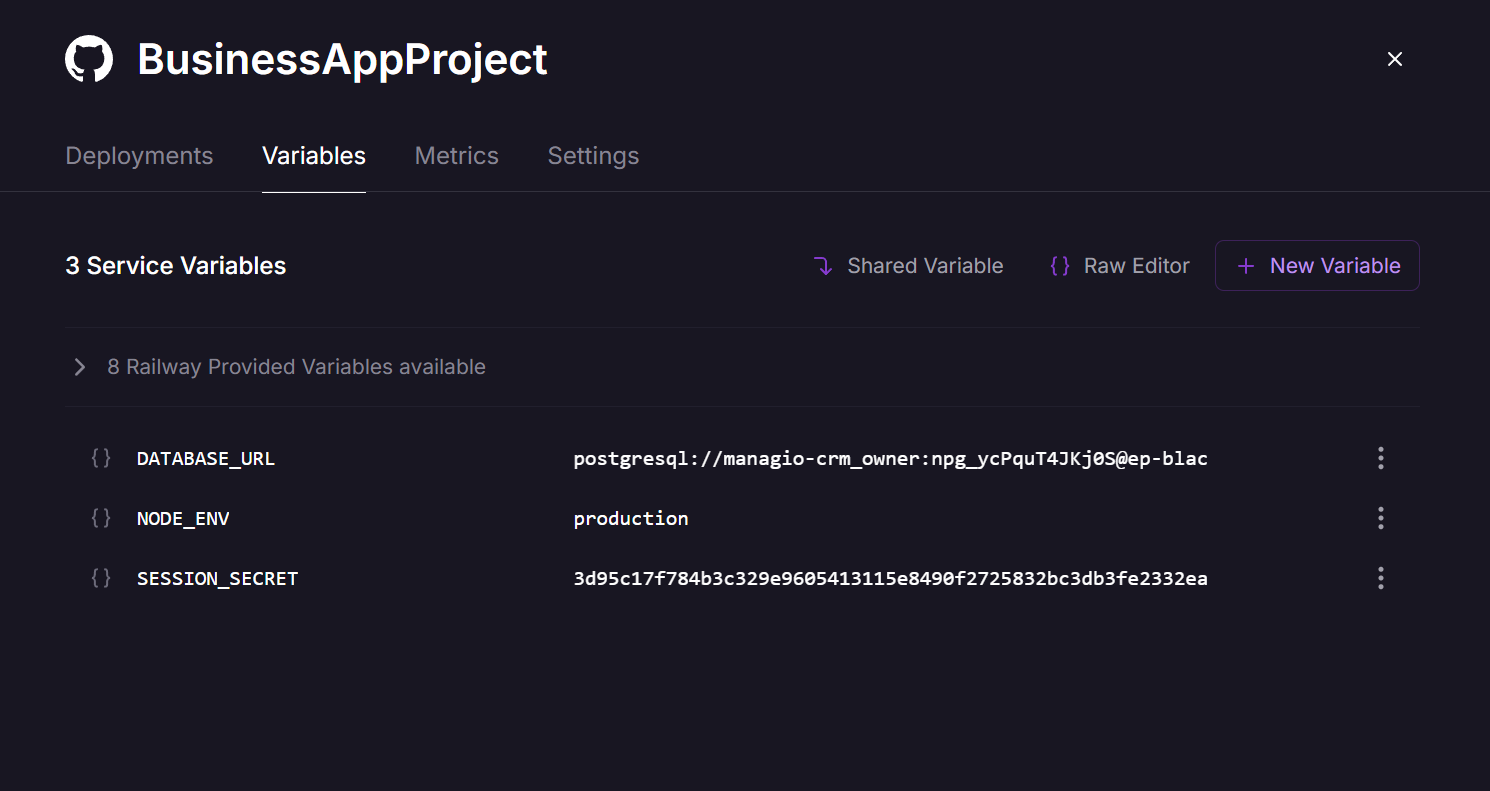 BusinessAppProject
Deployments Variables Metrics Settings
3 Service Variables Shared Variable {} Raw Editor + New Variable
8 Railway Provided Variables available
{} DATABASE_URL postgresql://managio-crm_owner:npg_ycPquT4JKj0S@ep-blac
{} NODE_ENV production
{} SESSION_SECRET 3d95c17f784b3c329e9605413115e8490f2725832bc3db3fe2332ea